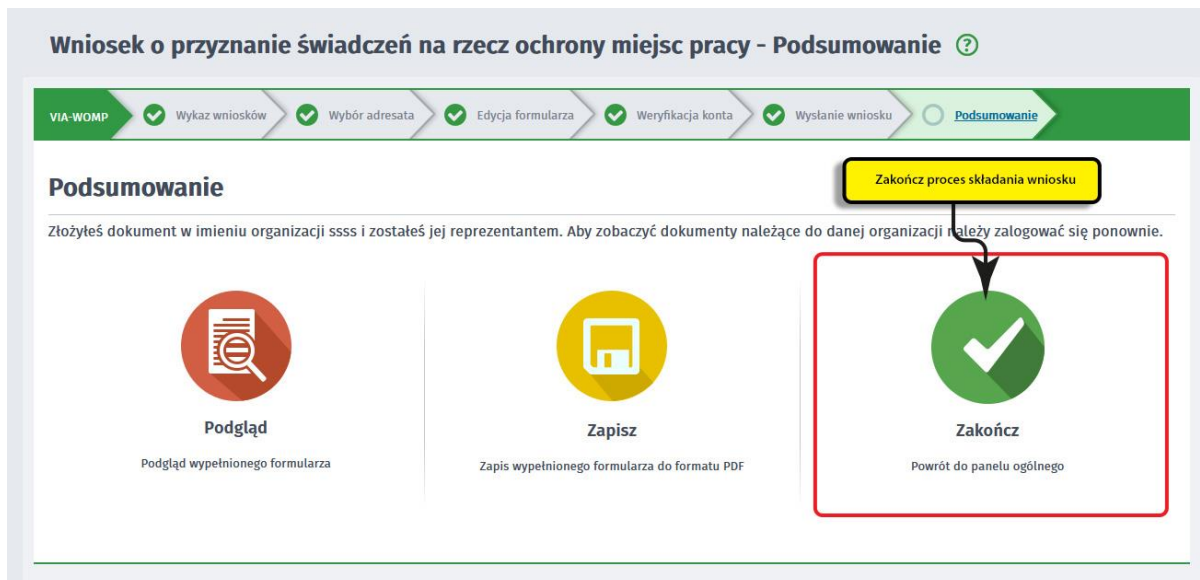 Wniosek o przyznanie świadczeń na rzecz ochrony miejsc pracy - Podsumowanie ?
VIA-WOMP Wykaz wniosków Wybór adresata Edycja formularza Weryfikacja konta Wysłanie wniosku Podsumowanie
Podsumowanie
Zakończ proces składania wniosku
Złożyłeś dokument w imieniu organizacji ssss i zostałeś jej reprezentantem. Aby zobaczyć dokumenty należące do danej organizacji należy zalogować się ponownie.
Podgląd
Podgląd wypełnionego formularza
Zapisz
Zapis wypełnionego formularza do formatu PDF
Zakończ
Powrót do panelu ogólnego